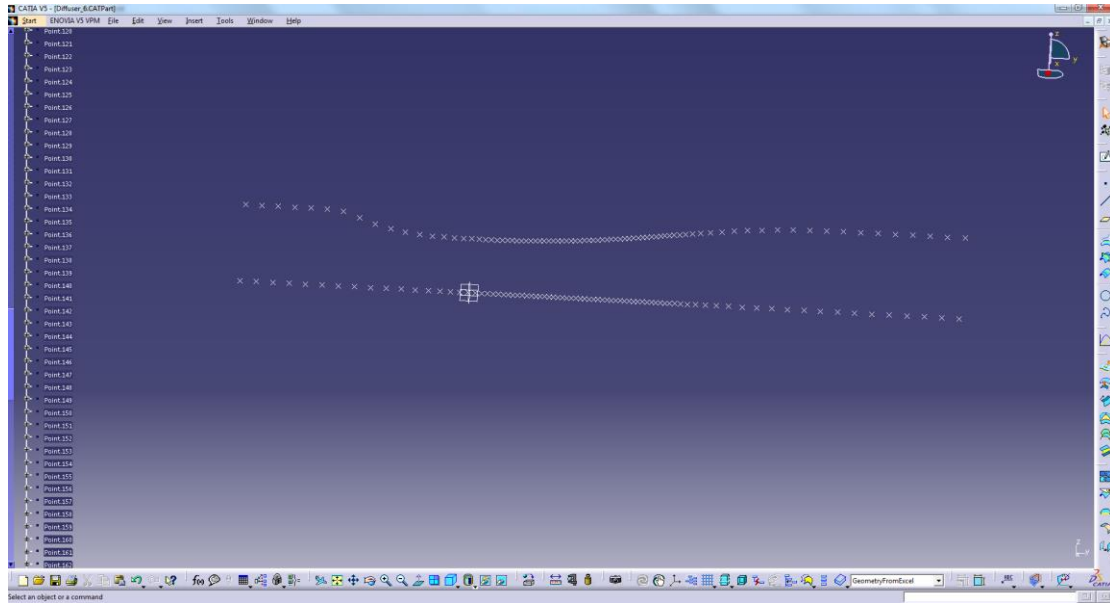 CATIA V5 - [Diffuser_6.CATPart]
Start ENOVIA V5 VPM File Edit View Insert Tools Window Help
Point.120
Point.121
Point.122
Point.123
Point.124
Point.125
Point.126
Point.127
Point.128
Point.129
Point.130
Point.131
Point.132
Point.133
Point.134
Point.135
Point.136
Point.137
Point.138
Point.139
Point.140
Point.141
Point.142
Point.143
Point.144
Point.145
Point.146
Point.147
Point.148
Point.149
Point.150
Point.151
Point.152
Point.153
Point.154
Point.155
Point.156
Point.157
Point.158
Point.159
Point.160
Point.161
Point.162
z
y
x
z
y
GeometryFromExcel
CATIA
Select an object or a command